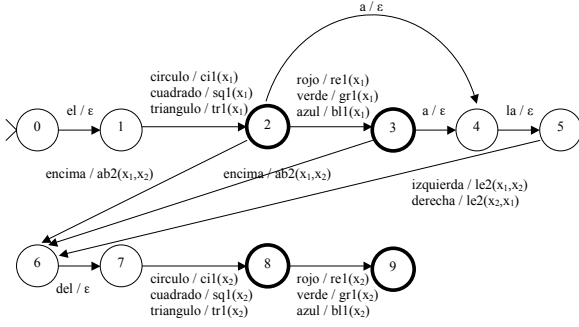 a / ε
circulo / ci1(x₁)
cuadrado / sq1(x₁)
triangulo / tr1(x₁)
rojo / re1(x₁)
verde / gr1(x₁)
azul / bl1(x₁)
el / ε
a / ε
la / ε
0
1
2
3
4
5
encima / ab2(x₁,x₂)
encima / ab2(x₁,x₂)
izquierda / le2(x₁,x₂)
derecha / le2(x₂,x₁)
6
7
8
9
del / ε
circulo / ci1(x₂)
cuadrado / sq1(x₂)
triangulo / tr1(x₂)
rojo / re1(x₂)
verde / gr1(x₂)
azul / bl1(x₂)